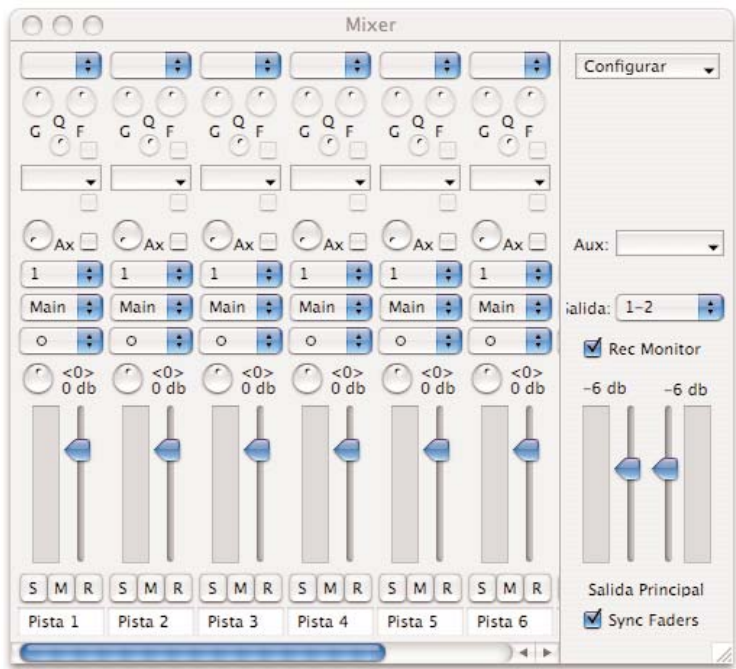 Mixer
Configurar
Q Q Q Q Q Q
G F G F G F G F G F G F
Ax Ax Ax Ax Ax Ax
Aux:
1 1 1 1 1 1
Main Main Main Main Main Main
alida: 1-2
Rec Monitor
<0> <0> <0> <0> <0> <0>
0 db 0 db 0 db 0 db 0 db 0 db
-6 db -6 db
S M R S M R S M R S M R S M R S M R
Salida Principal
Pista 1 Pista 2 Pista 3 Pista 4 Pista 5 Pista 6
Sync Faders